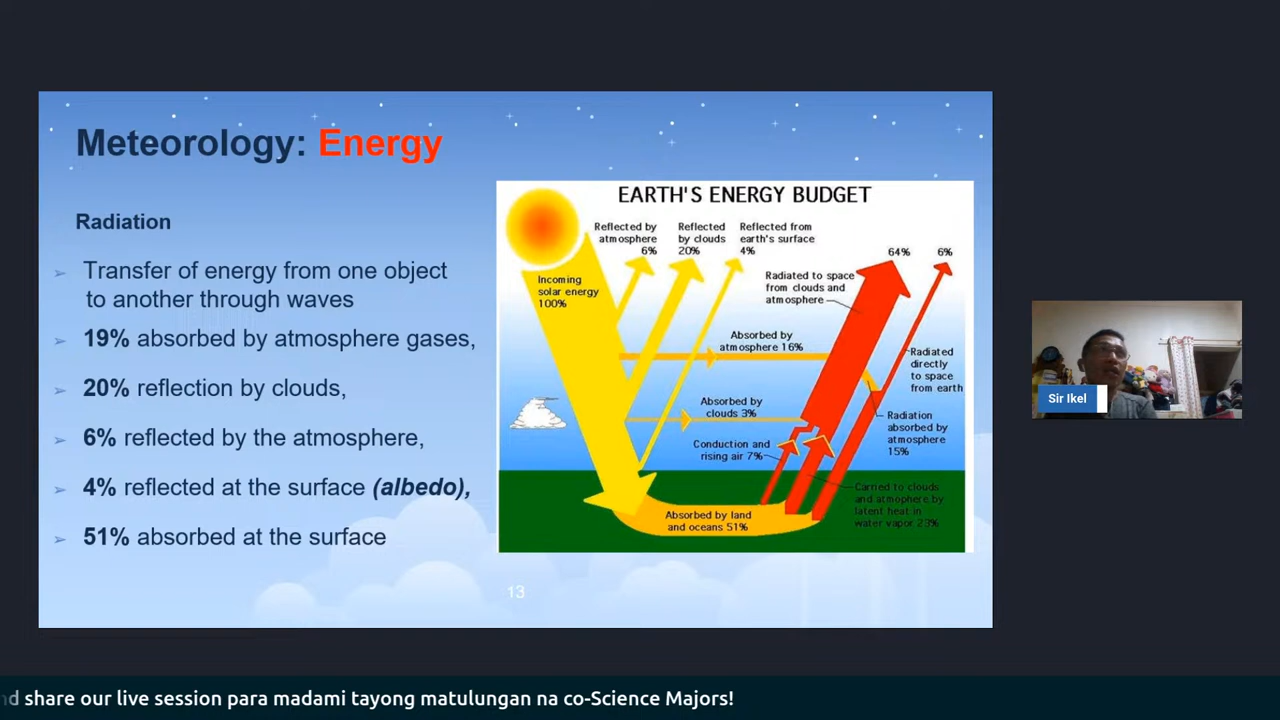 Meteorology: Energy
Radiation
➢ Transfer of energy from one object
to another through waves
➢ 19% absorbed by atmosphere gases,
➢ 20% reflection by clouds,
➢ 6% reflected by the atmosphere,
➢ 4% reflected at the surface (albedo),
➢ 51% absorbed at the surface
EARTH'S ENERGY BUDGET
Reflected by
atmosphere
6%
Reflected
by clouds
20%
Reflected from
earth's surface
4%
64%
6%
Incoming
solar energy
100%
Radiated to space
from clouds and
atmosphere
Absorbed by
atmosphere 16%
Radiated
directly
to space
from earth
Absorbed by
clouds 3%
Radiation
absorbed by
atmosphere
15%
Conduction and
rising air 7%
Carried to clouds
and atmophere by
latent heat in
water vapor 23%
Absorbed by land
and oceans 51%
13
Sir Ikel
share our live session para madami tayong matulungan na co-Science Majors!